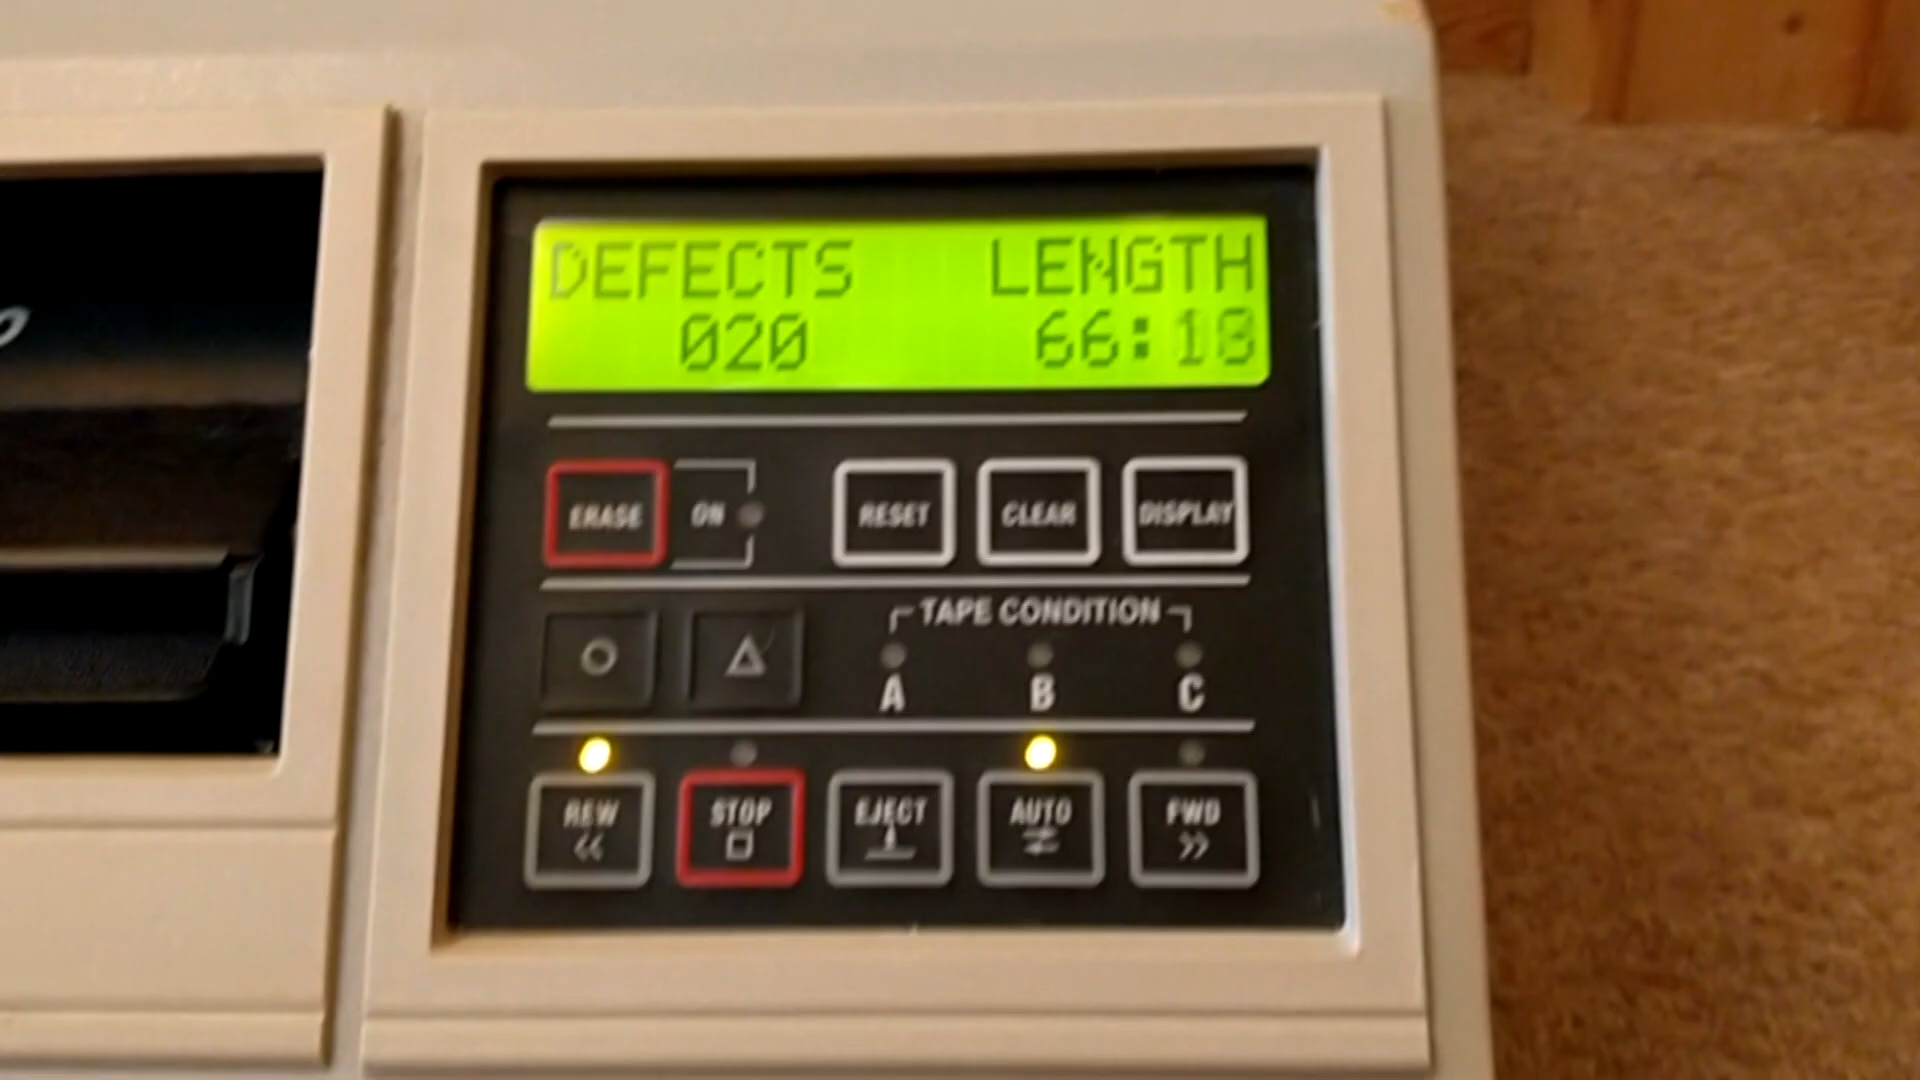 DEFECTS LENGTH
020 66:18
ERASE ON RESET CLEAR DISPLAY
TAPE CONDITION
A B C
REW STOP EJECT AUTO FWD